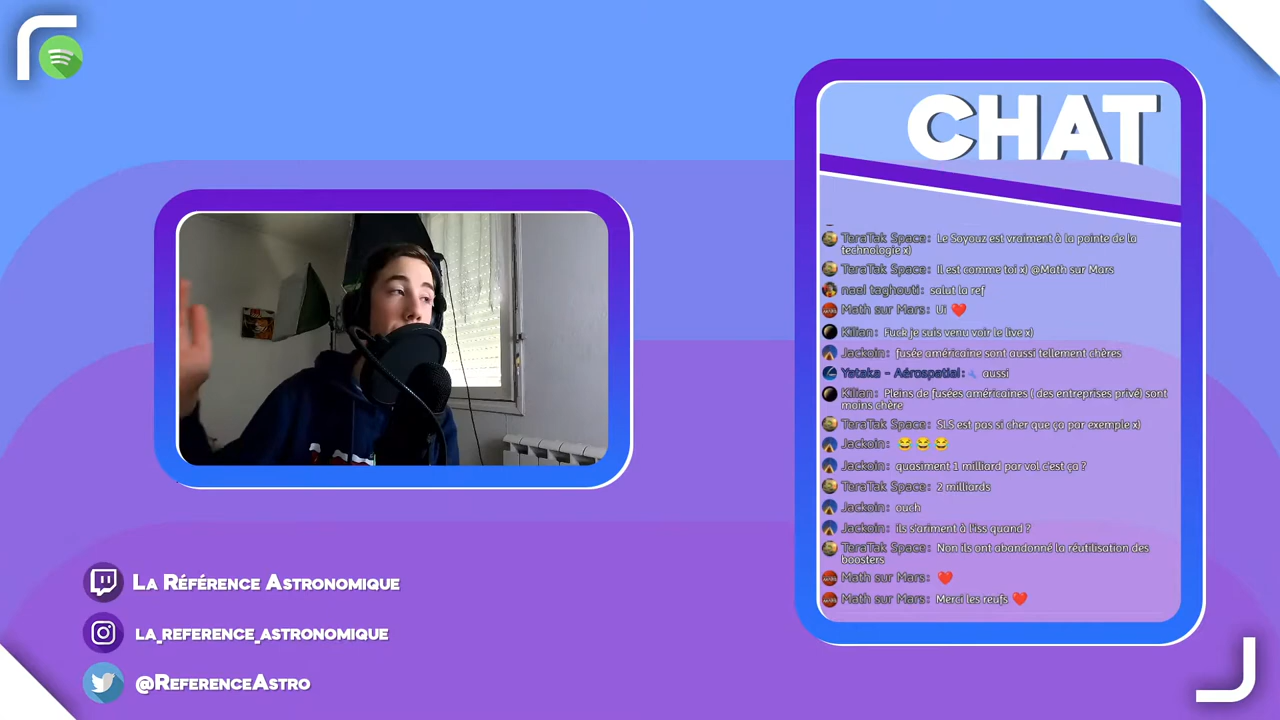 CHAT
TeraTak Space: Le Soyouz est vraiment à la pointe de la
technologie x)
TeraTak Space: Il est comme toi x) @Math sur Mars
nael taghouti: salut la ref
Math sur Mars: Ui ❤️
Kilian: Fuck je suis venu voir le live x)
Jackoin: fusée américaine sont aussi tellement chères
Yataka - Aérospatial: aussi
Kilian: Pleins de fusées américaines ( des entreprises privé) sont
moins chère
TeraTak Space: SLS est pas si cher que ça par exemple x)
Jackoin: 😂 😂 😂
Jackoin: quasiment 1 milliard par vol c'est ça ?
TeraTak Space: 2 milliards
Jackoin: ouch
Jackoin: ils s'ariment à l'iss quand ?
TeraTak Space: Non ils ont abandonné la réutilisation des
boosters
Math sur Mars: ❤️
Math sur Mars: Merci les reufs ❤️
La Référence Astronomique
la_reference_astronomique
@ReferenceAstro